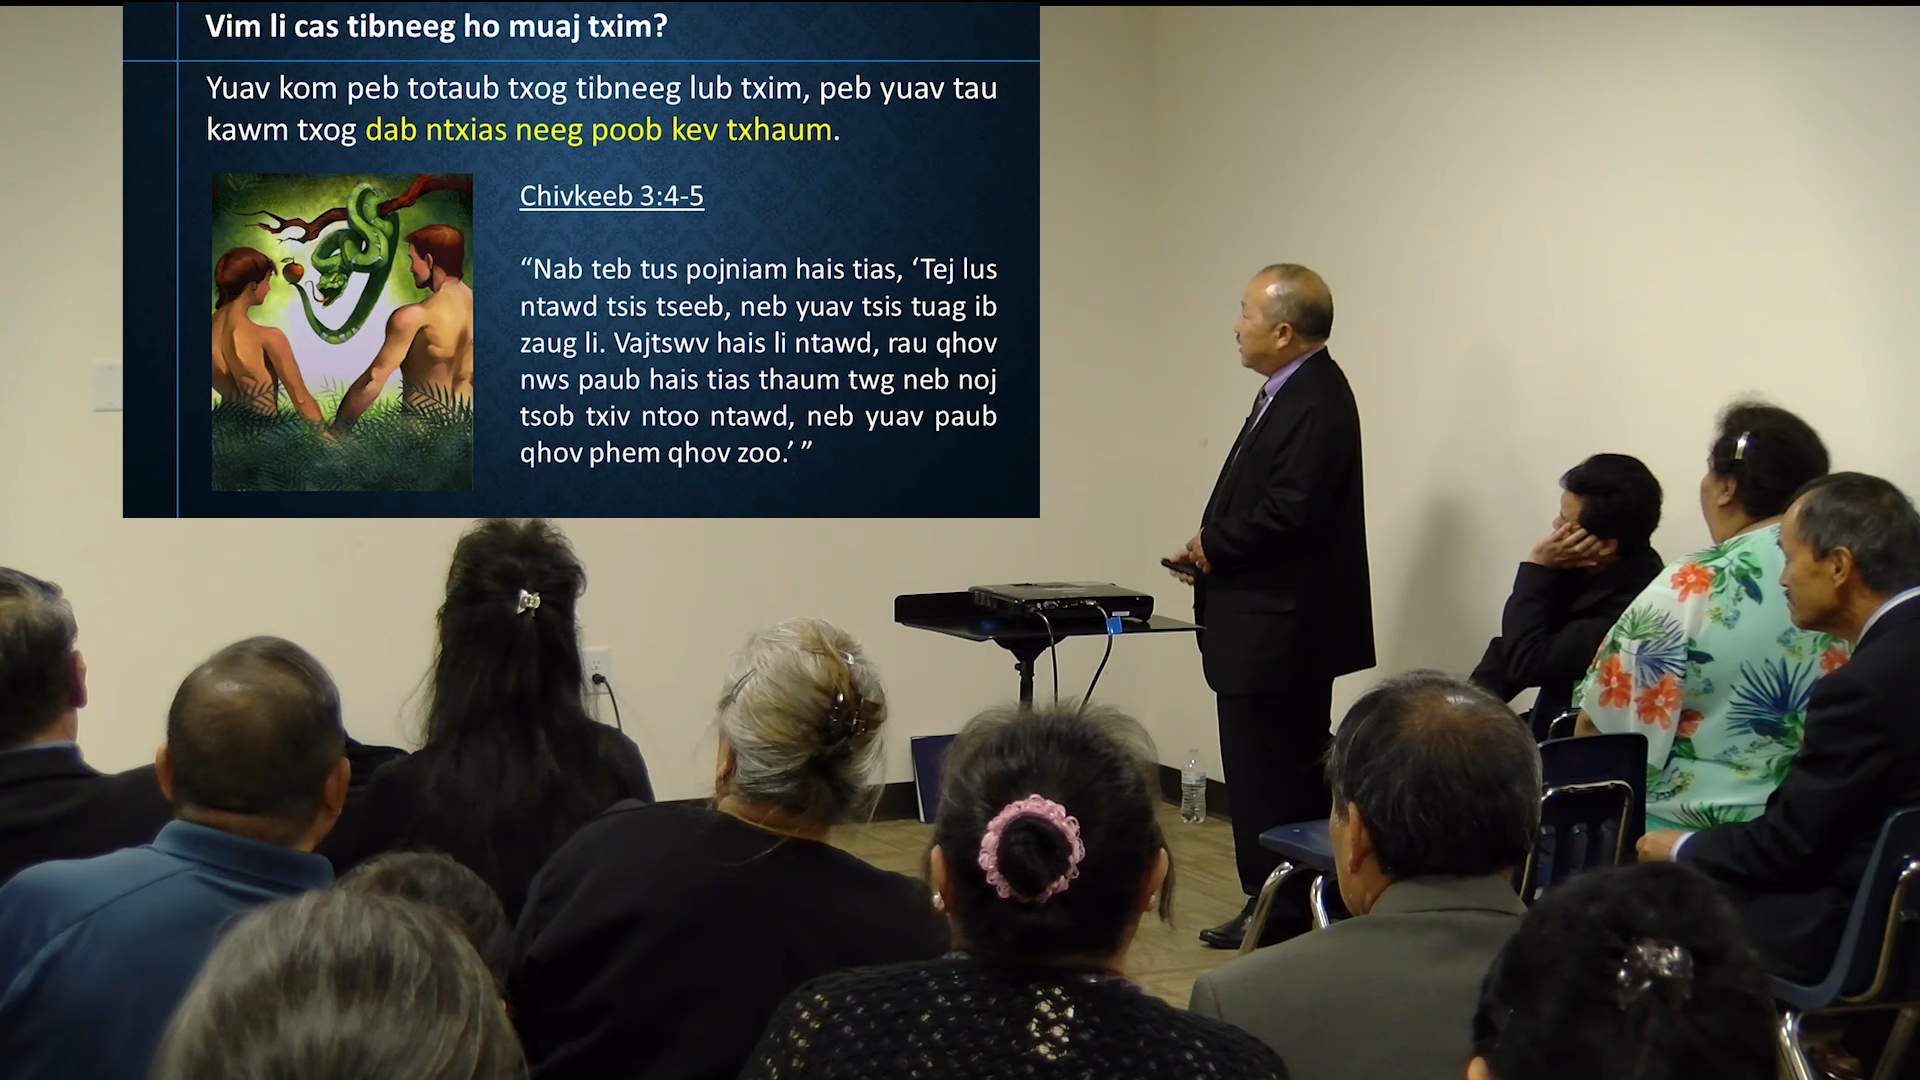 Vim li cas tibneeg ho muaj txim?
Yuav kom peb totaub txog tibneeg lub txim, peb yuav tau
kawm txog dab ntxias neeg poob kev txhaum.
Chivkeeb 3:4-5
“Nab teb tus pojniam hais tias, ‘Tej lus
ntawd tsis tseeb, neb yuav tsis tuag ib
zaug li. Vajtswv hais li ntawd, rau qhov
nws paub hais tias thaum twg neb noj
tsob txiv ntoo ntawd, neb yuav paub
qhov phem qhov zoo.’ ”